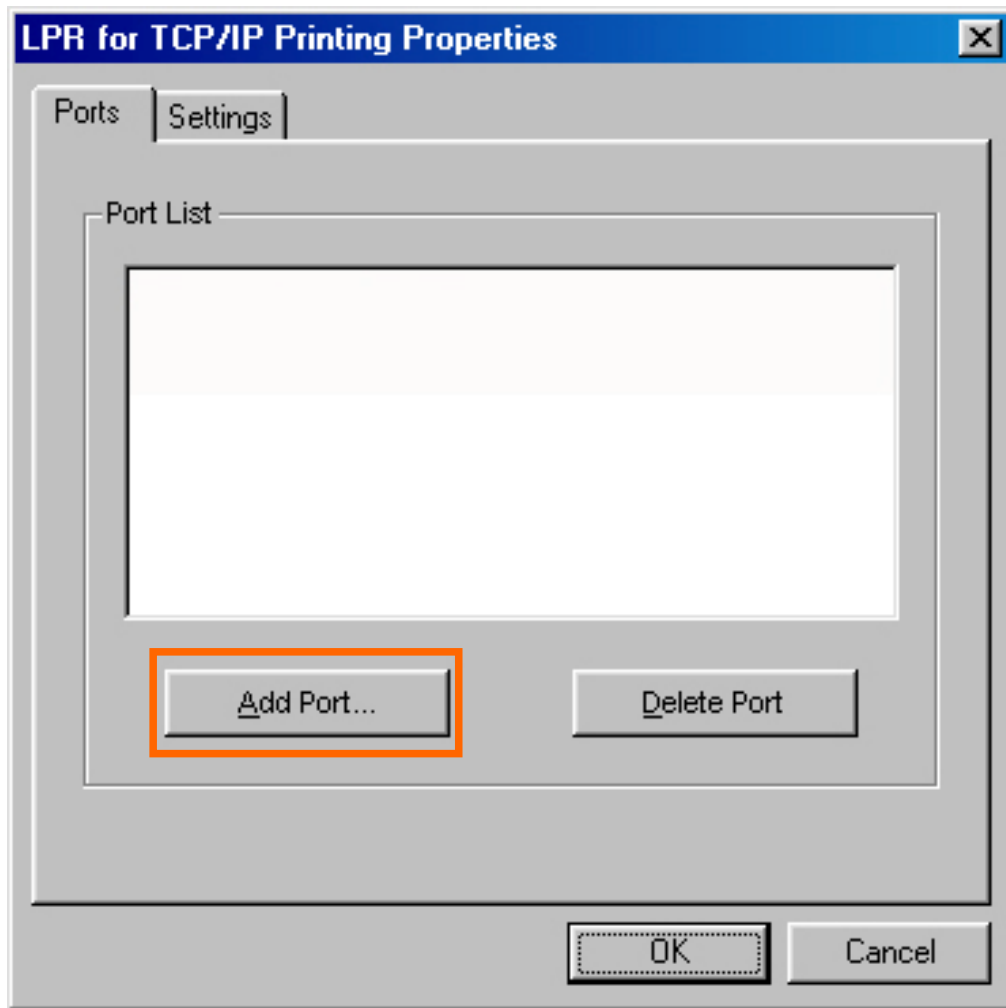 LPR for TCP/IP Printing Properties
Ports
Settings
Port List
Add Port...
Delete Port
OK
Cancel